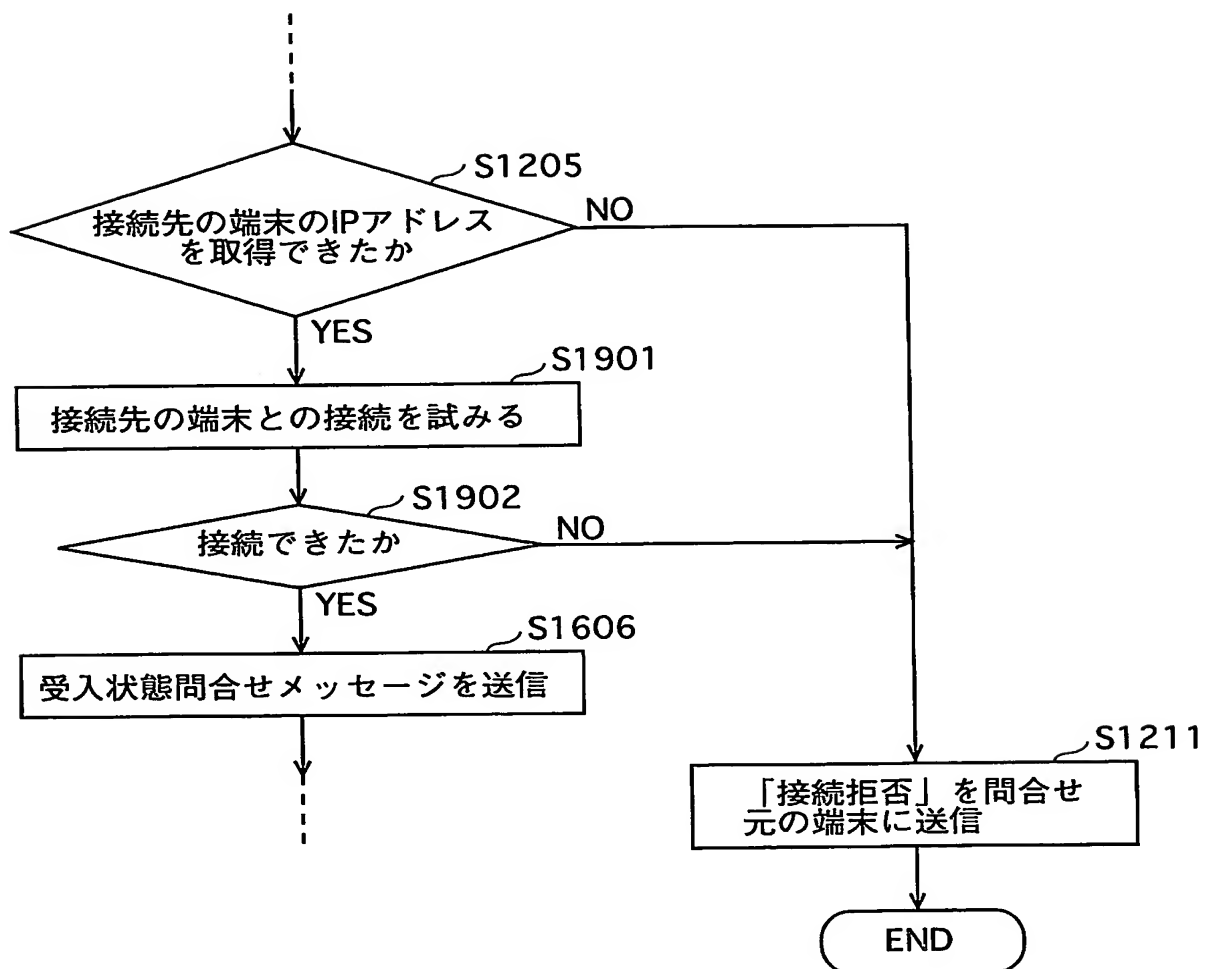 S1205
接続先の端末のIPアドレス
を取得できたか
NO
YES
S1901
接続先の端末との接続を試みる
S1902
接続できたか
NO
YES
S1606
受入状態問合せメッセージを送信
S1211
「接続拒否」を問合せ
元の端末に送信
END